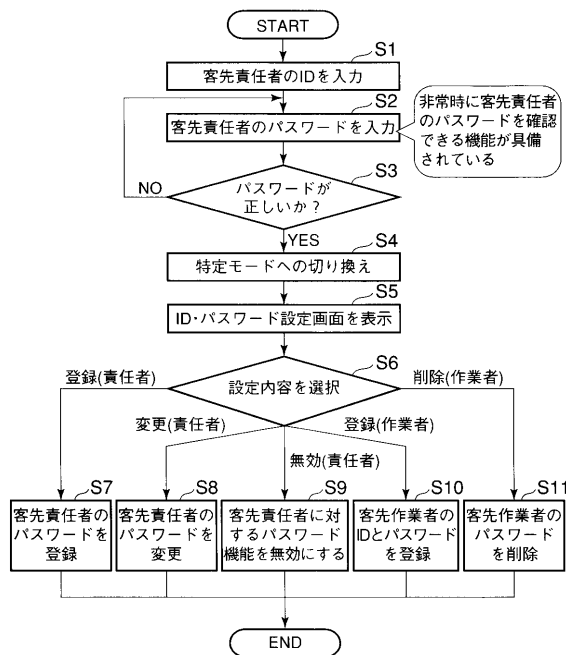 START
S1
客先責任者のIDを入力
S2
客先責任者のパスワードを入力
非常時に客先責任者
のパスワードを確認
できる機能が具備
されている
S3
パスワードが
正しいか？
NO
YES
S4
特定モードへの切り換え
S5
ID・パスワード設定画面を表示
S6
設定内容を選択
登録(責任者)
削除(作業者)
変更(責任者)
登録(作業者)
無効(責任者)
S7
客先責任者の
パスワードを
登録
S8
客先責任者の
パスワードを
変更
S9
客先責任者に対
するパスワード
機能を無効にする
S10
客先作業者の
IDとパスワード
を登録
S11
客先作業者の
パスワード
を削除
END